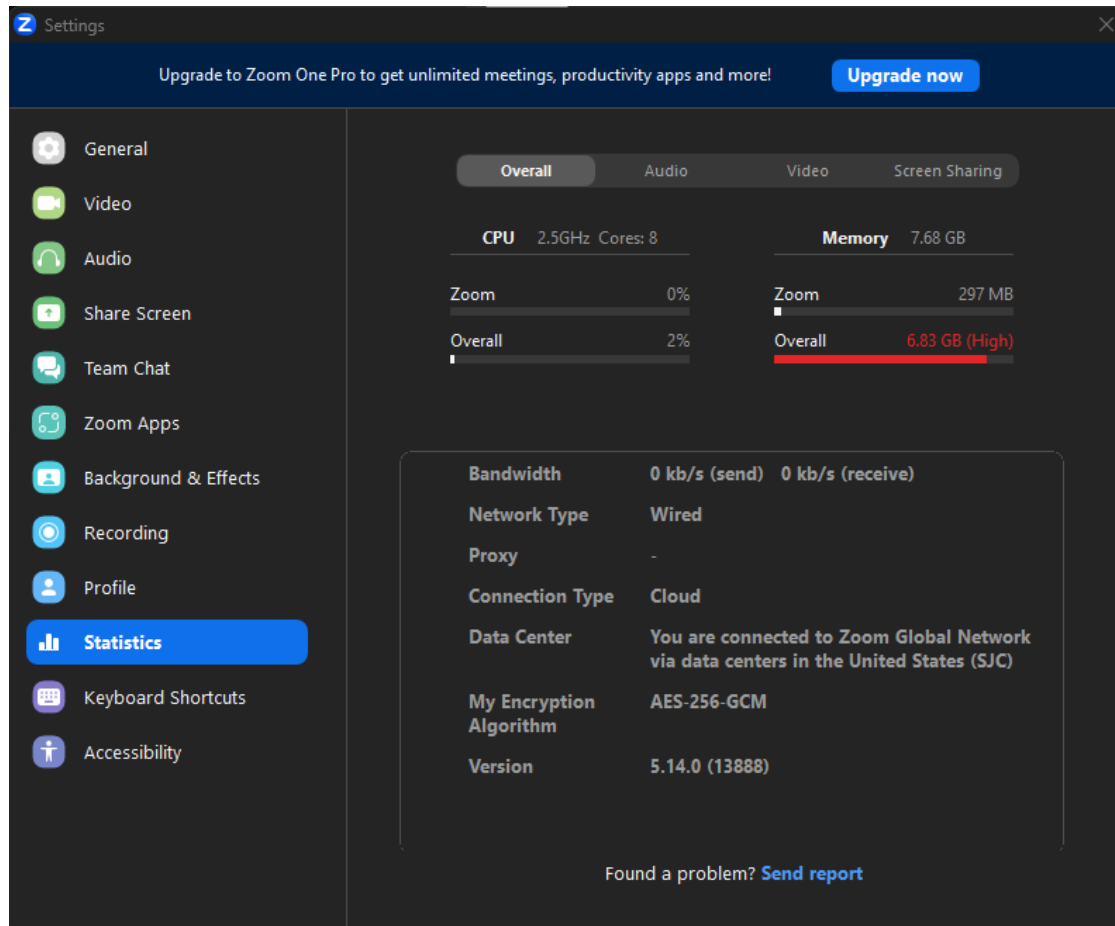 Settings
Upgrade to Zoom One Pro to get unlimited meetings, productivity apps and more!
Upgrade now
General
Video
Audio
Share Screen
Team Chat
Zoom Apps
Background & Effects
Recording
Profile
Statistics
Keyboard Shortcuts
Accessibility
Overall Audio Video Screen Sharing
CPU 2.5GHz Cores: 8
Zoom 0%
Overall 2%
Memory 7.68 GB
Zoom 297 MB
Overall 6.83 GB (High)
Bandwidth 0 kb/s (send) 0 kb/s (receive)
Network Type Wired
Proxy -
Connection Type Cloud
Data Center You are connected to Zoom Global Network
via data centers in the United States (SJC)
My Encryption AES-256-GCM
Algorithm
Version 5.14.0 (13888)
Found a problem? Send report